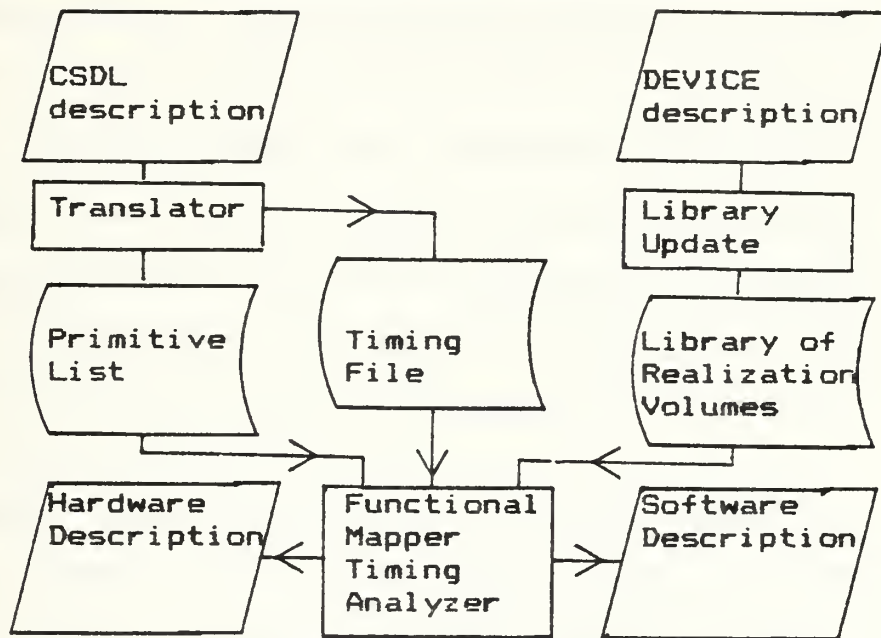 CSDL
description
DEVICE
description
Translator
Library
Update
Primitive
List
Timing
File
Library of
Realization
Volumes
Hardware
Description
Functional
Mapper
Timing
Analyzer
Software
Description